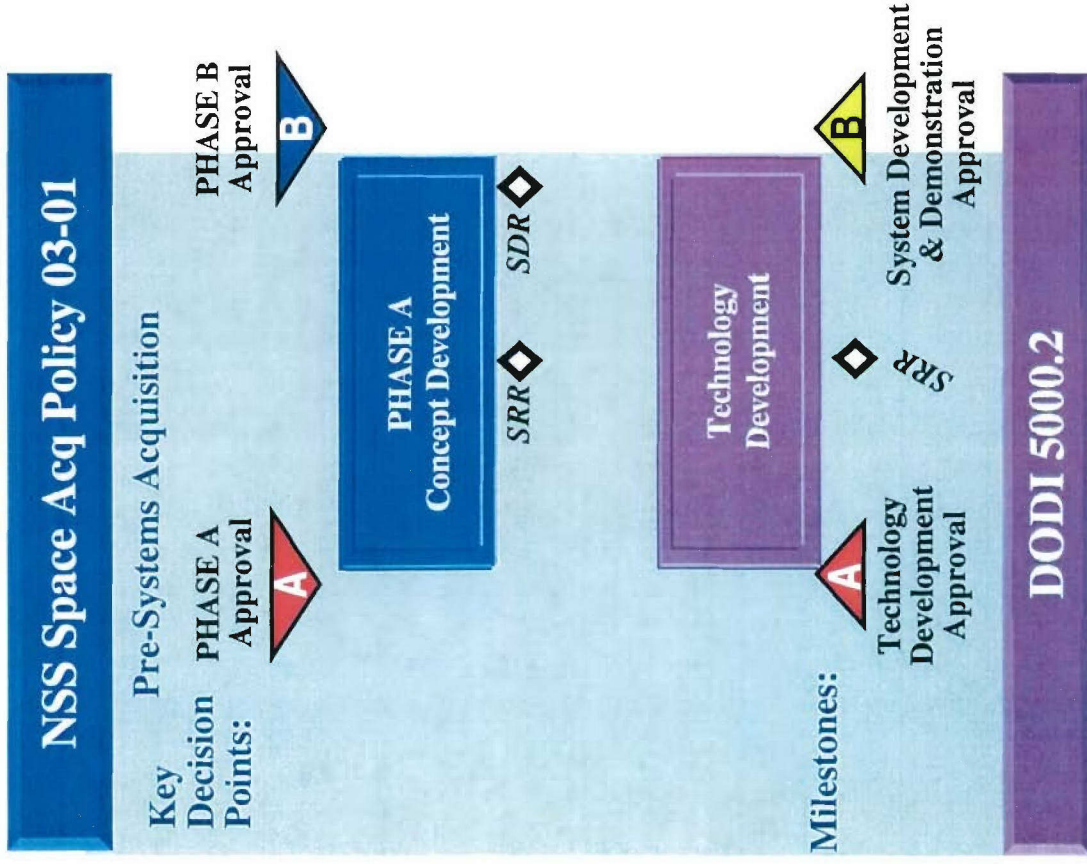 NSS Space Acq Policy 03-01
Pre-Systems Acquisition
Key
Decision
Points:
PHASE A
Approval
PHASE B
Approval
A
B
PHASE A
Concept Development
SRR
SDR
Technology
Development
Milestones:
A
B
Technology
Development
Approval
SRR
System Development
& Demonstration
Approval
DODI 5000.2